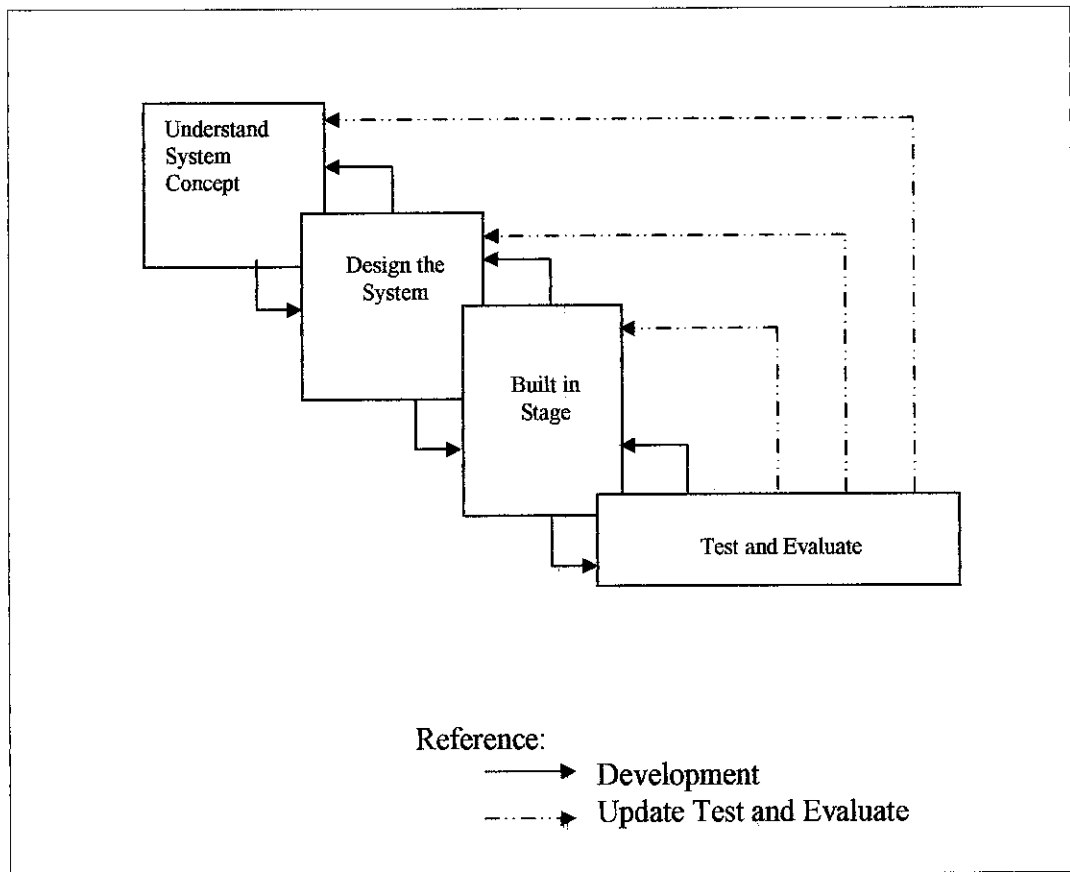 Understand
System
Concept
Design the
System
Built in
Stage
Test and Evaluate
Reference:
Development
Update Test and Evaluate